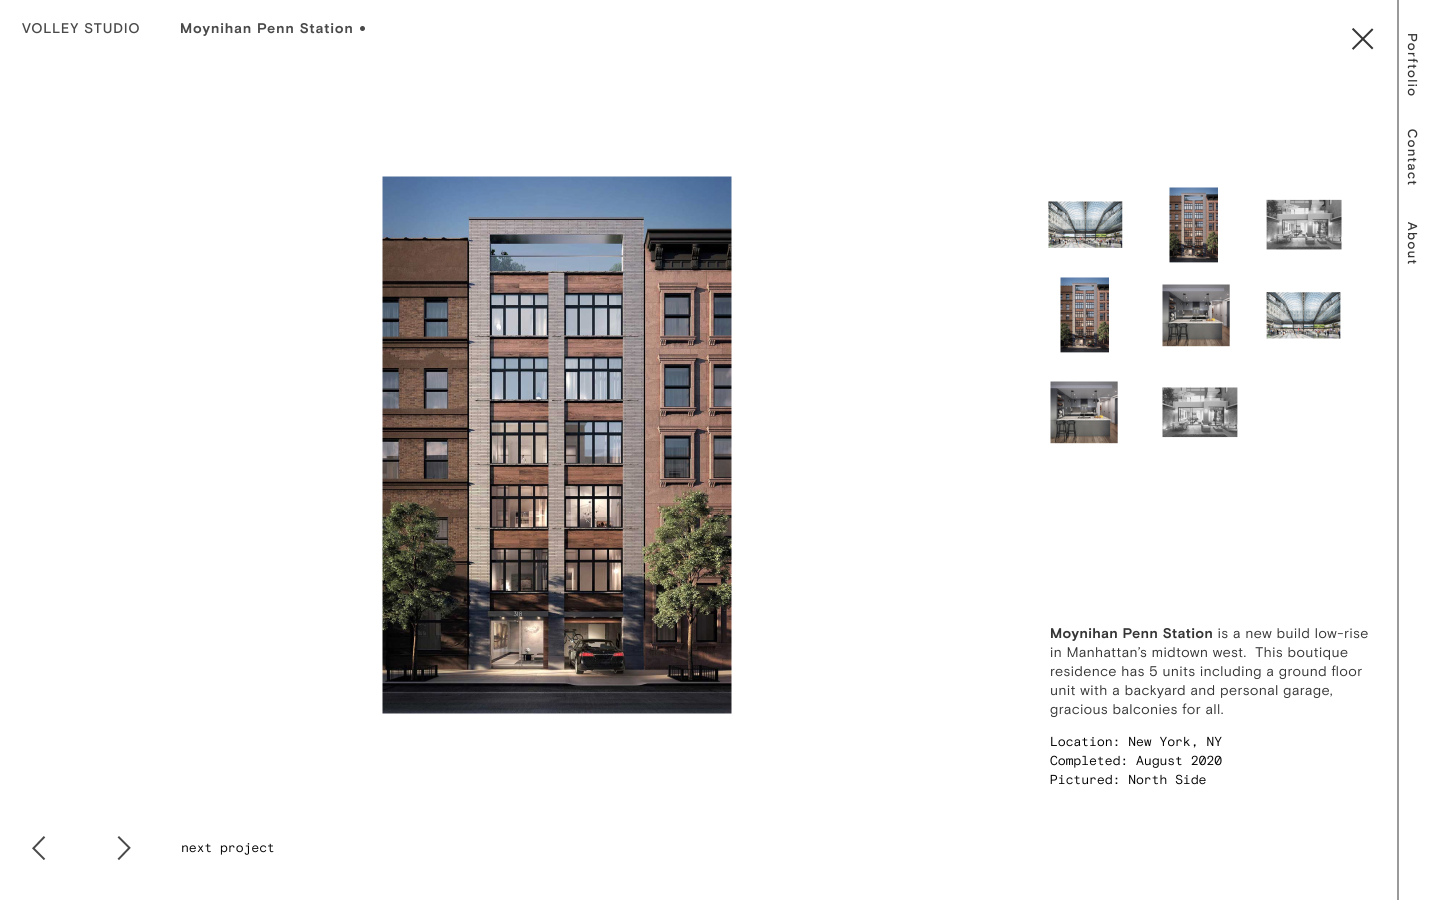 VOLLEY STUDIO
Moynihan Penn Station •
Porftolio
Contact
About
Moynihan Penn Station is a new build low-rise
in Manhattan's midtown west. This boutique
residence has 5 units including a ground floor
unit with a backyard and personal garage,
gracious balconies for all.
Location: New York, NY
Completed: August 2020
Pictured: North Side
next project